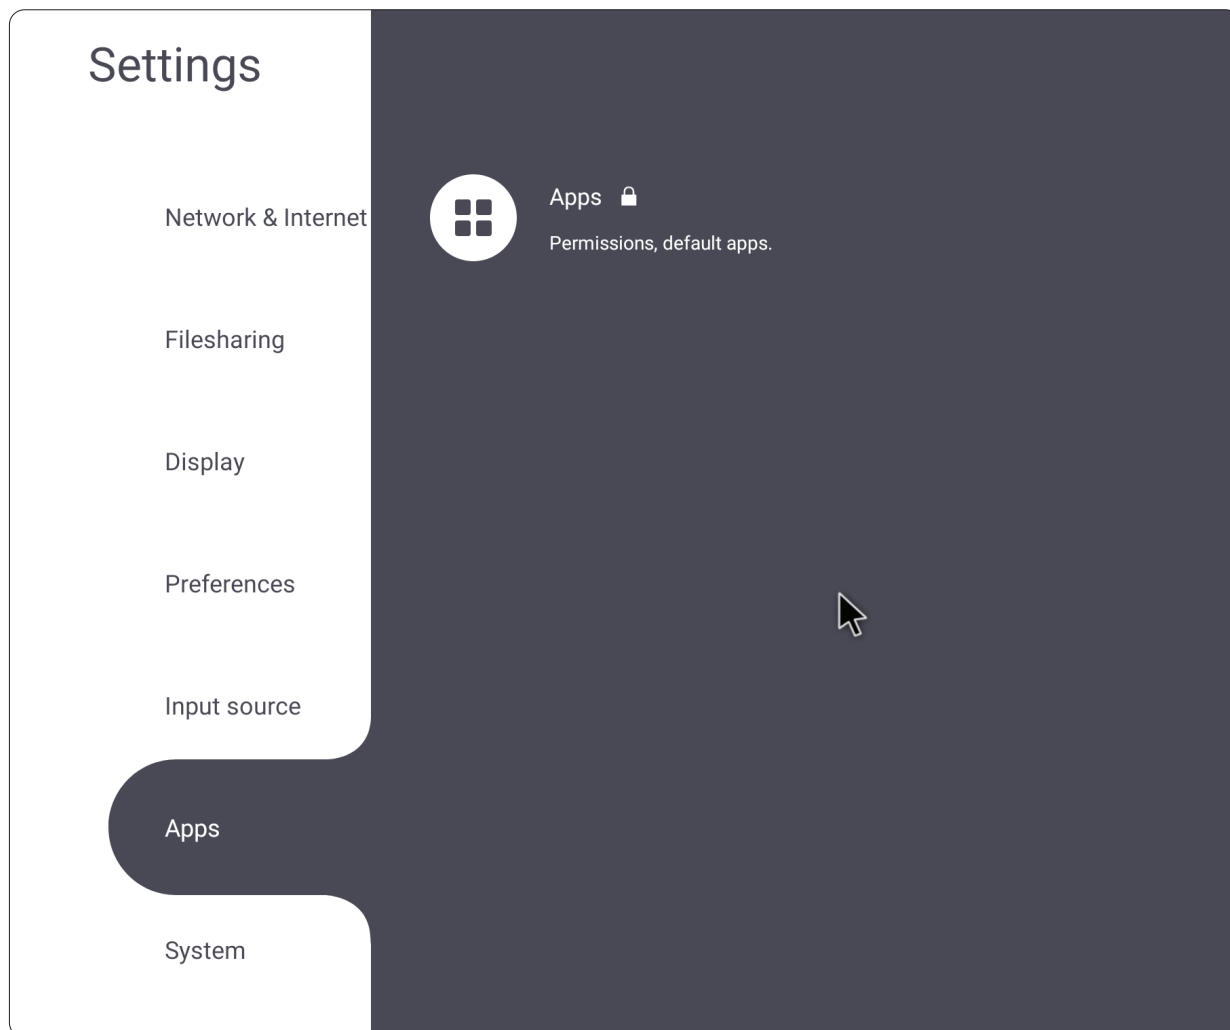 Settings
Network & Internet
Filesharing
Display
Preferences
Input source
Apps
System
Apps
Permissions, default apps.